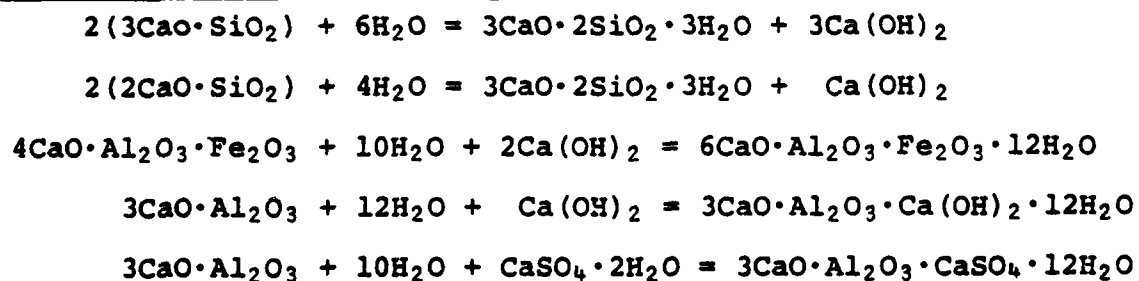 2(3Cao·SiO₂) + 6H₂O = 3CaO·2SiO₂·3H₂O + 3Ca(OH)₂
2(2CaO·SiO₂) + 4H₂O = 3CaO·2SiO₂·3H₂O + Ca(OH)₂
4CaO·Al₂O₃·Fe₂O₃ + 10H₂O + 2Ca(OH)₂ = 6CaO·Al₂O₃·Fe₂O₃·12H₂O
3CaO·Al₂O₃ + 12H₂O + Ca(OH)₂ = 3CaO·Al₂O₃·Ca(OH)₂·12H₂O
3CaO·Al₂O₃ + 10H₂O + CaSO₄·2H₂O = 3CaO·Al₂O₃·CaSO₄·12H₂O